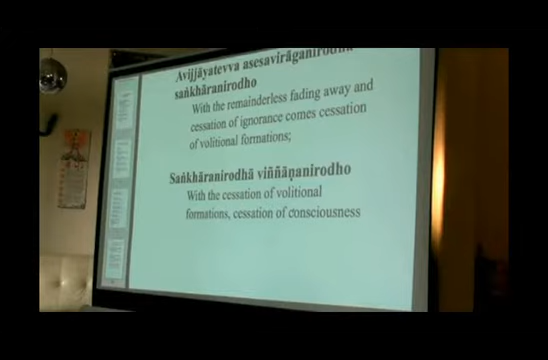 Avijjāyatevva asesavirāganirodhā
saṅkhāranirodho
With the remainderless fading away and
cessation of ignorance comes cessation
of volitional formations;
Saṅkhāranirodhā viññāṇanirodho
With the cessation of volitional
formations, cessation of consciousness